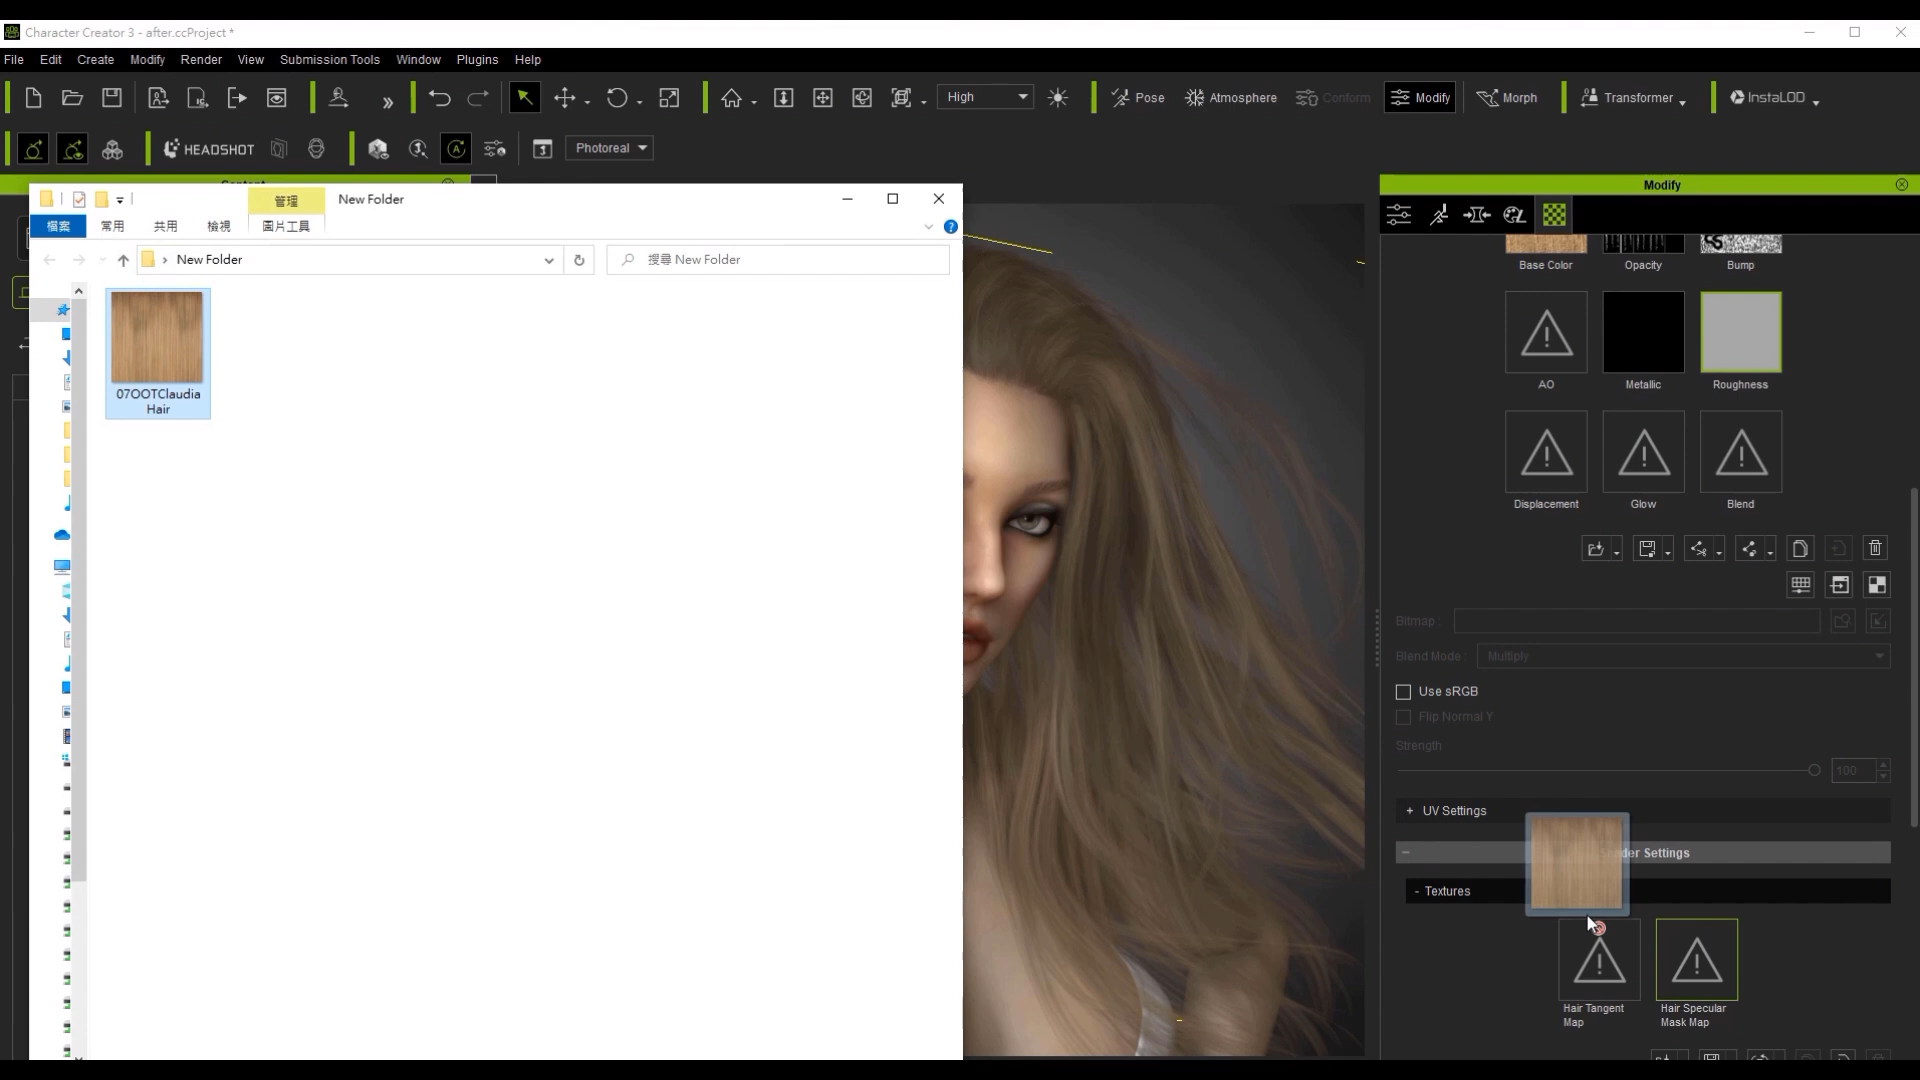 Character Creator 3 - after.ccProject *
File Edit Create Modify Render View Submission Tools Window Plugins Help
High
Pose
Atmosphere
Conform
Modify
Morph
Transformer
InstaLOD
HEADSHOT
Photoreal
管理
New Folder
檔案 常用 共用 檢視 圖片工具
New Folder
搜尋 New Folder
07OOTClaudia
Hair
Modify
Base Color Opacity Bump
AO Metallic Roughness
Displacement Glow Blend
Bitmap :
Blend Mode : Multiply
Use sRGB
Flip Normal Y
Strength
100
+ UV Settings
Settings
- Textures
Hair Tangent
Map
Hair Specular
Mask Map